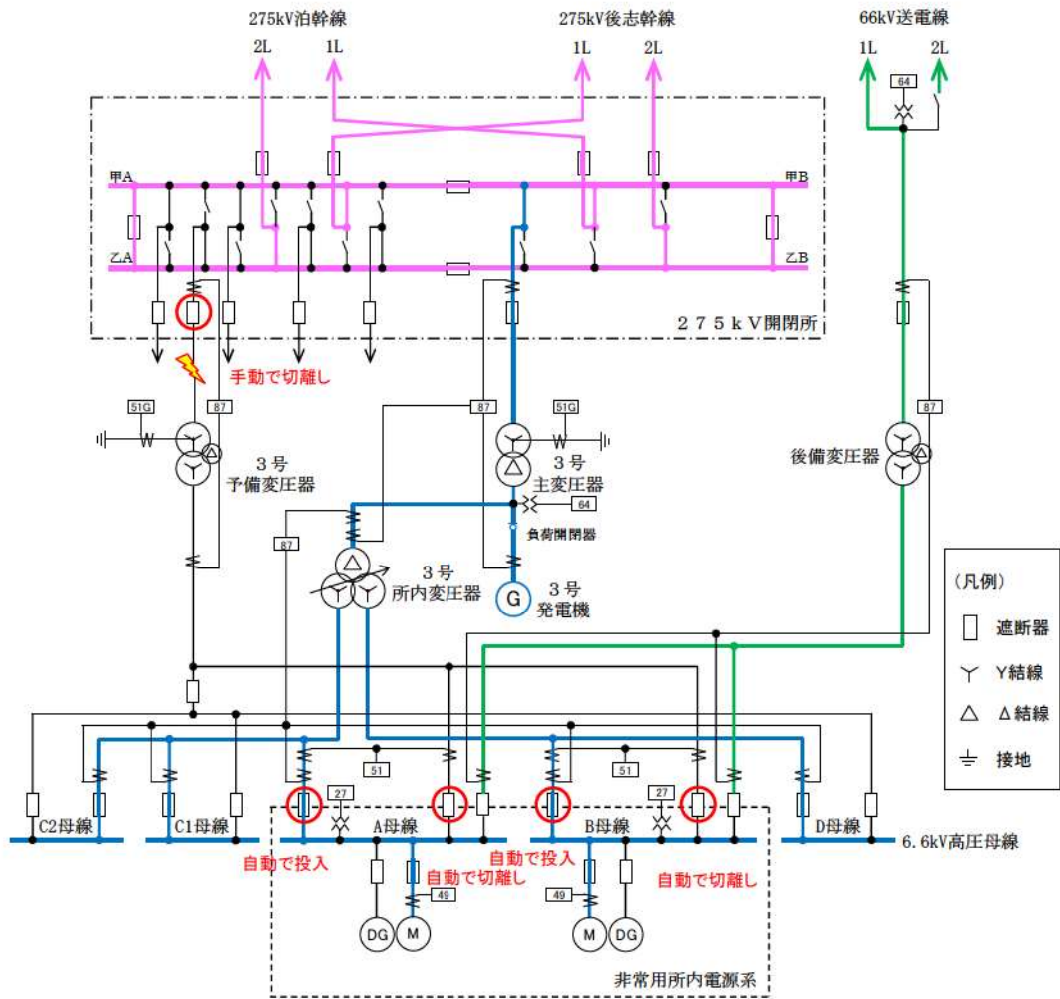 275kV泊幹線 275kV後志幹線 66kV送電線
2L 1L 1L 2L 1L 2L
64
甲A 甲B
乙A 乙B
275kV開閉所
手動で切離し
51G 87 87 51G 87
3号
予備変圧器
3号
主変圧器
後備変圧器
64
負荷開閉器
87
3号
所内変圧器
G
3号
発電機
(凡例)
遮断器
Y結線
Δ結線
接地
51 51
27 27
C2母線 C1母線 A母線 B母線 D母線
6.6kV高圧母線
自動で投入 自動で投入
自動で切離し 自動で切離し
49 49
DG M M DG
非常用所内電源系